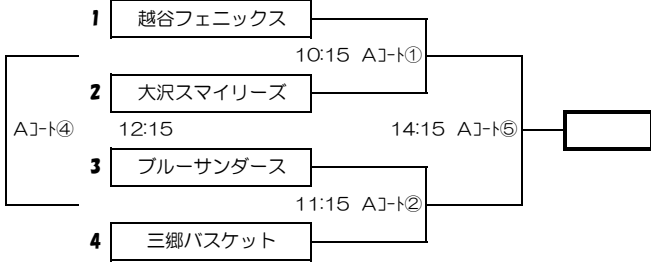 1 越谷フェニックス
10:15 Aｺｰﾄ①
2 大沢スマイリーズ
Aｺｰﾄ④ 12:15 14:15 Aｺｰﾄ⑤
3 ブルーサンダース
11:15 Aｺｰﾄ②
4 三郷バスケット